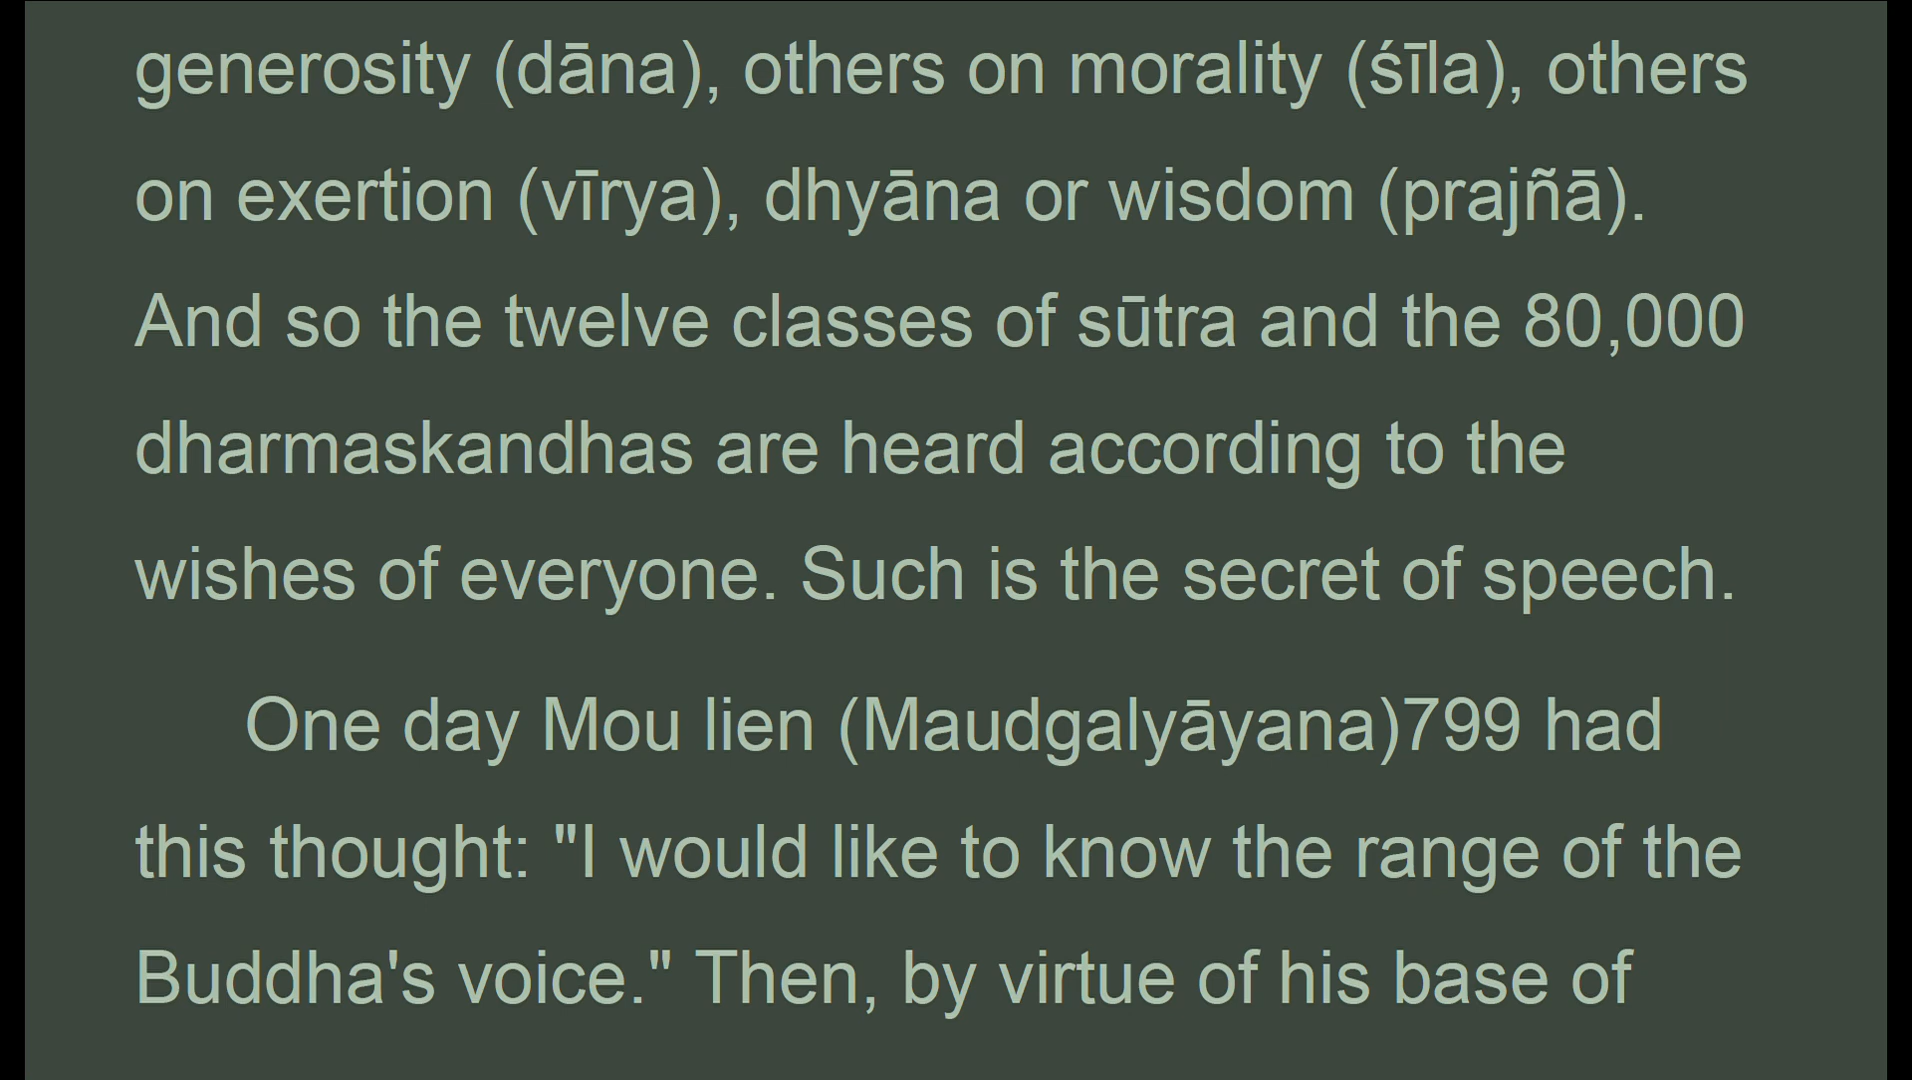 generosity (dāna), others on morality (śīla), others
on exertion (vīrya), dhyāna or wisdom (prajñā).
And so the twelve classes of sūtra and the 80,000
dharmaskandhas are heard according to the
wishes of everyone. Such is the secret of speech.
One day Mou lien (Maudgalyāyana)799 had
this thought: "I would like to know the range of the
Buddha's voice." Then, by virtue of his base of